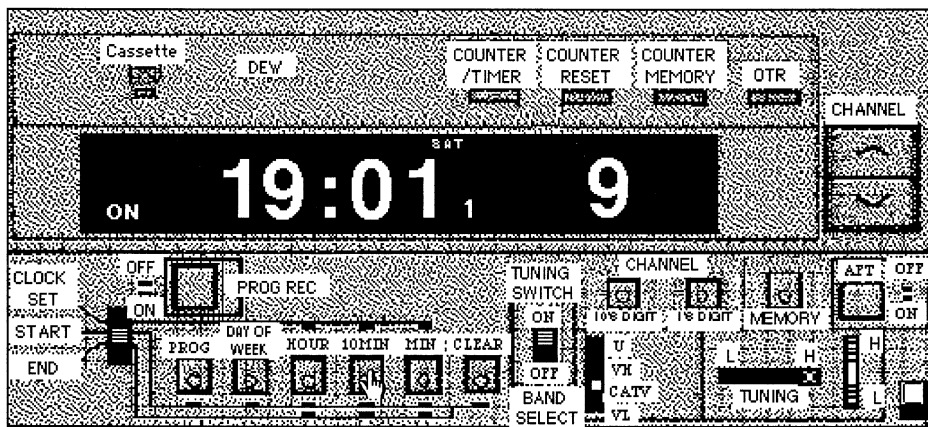 Cassette
DEW
COUNTER /TIMER
COUNTER RESET
COUNTER MEMORY
OTR
CHANNEL
SAT
ON 19:01 1 9
CLOCK SET
START
END
OFF
ON
PROG REC
PROG
DAY OF WEEK
HOUR
10MIN
MIN
CLEAR
TUNING SWITCH
ON
OFF
BAND SELECT
CHANNEL
10'S DIGIT
1'S DIGIT
MEMORY
U
VH
CATV
VL
L H
TUNING
AFT
OFF
ON
H
L